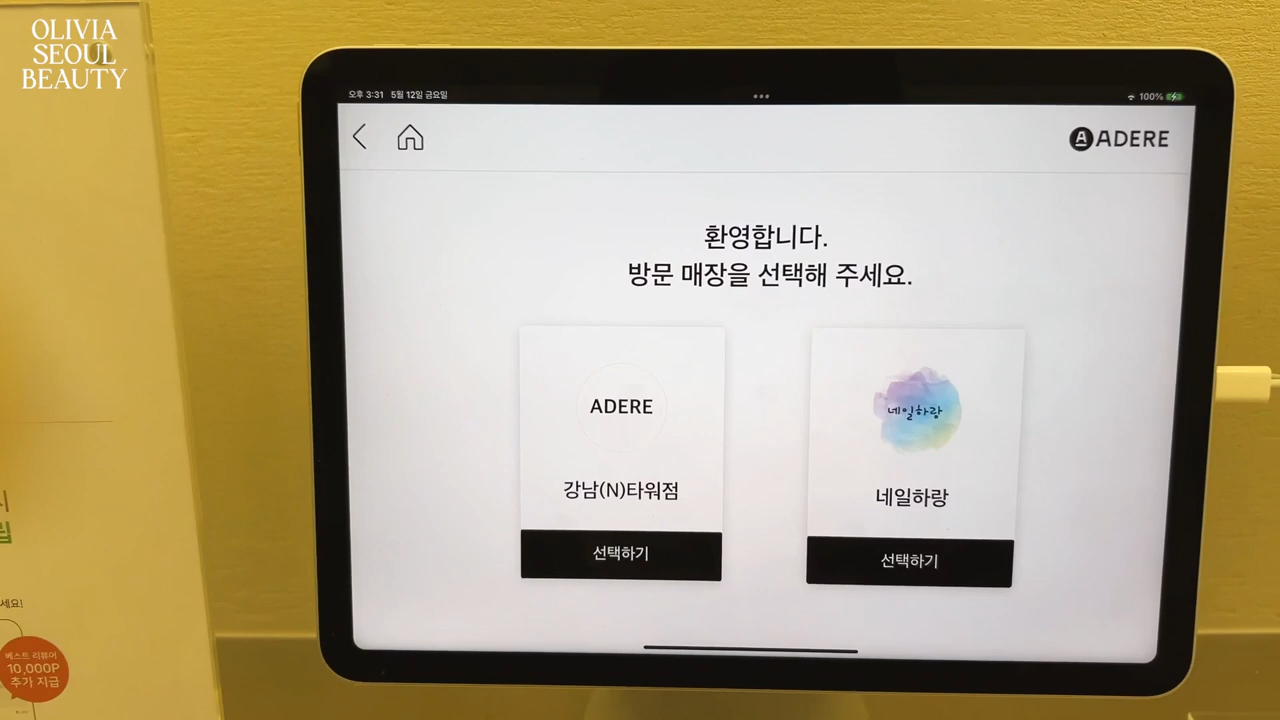 OLIVIA
SEOUL
BEAUTY
오후 3:31 5월 12일 금요일
100%
A ADERE
환영합니다.
방문 매장을 선택해 주세요.
ADERE
강남(N)타워점
선택하기
네일하랑
네일하랑
선택하기
세요!
베스트 리뷰어
10,000P
추가 지급